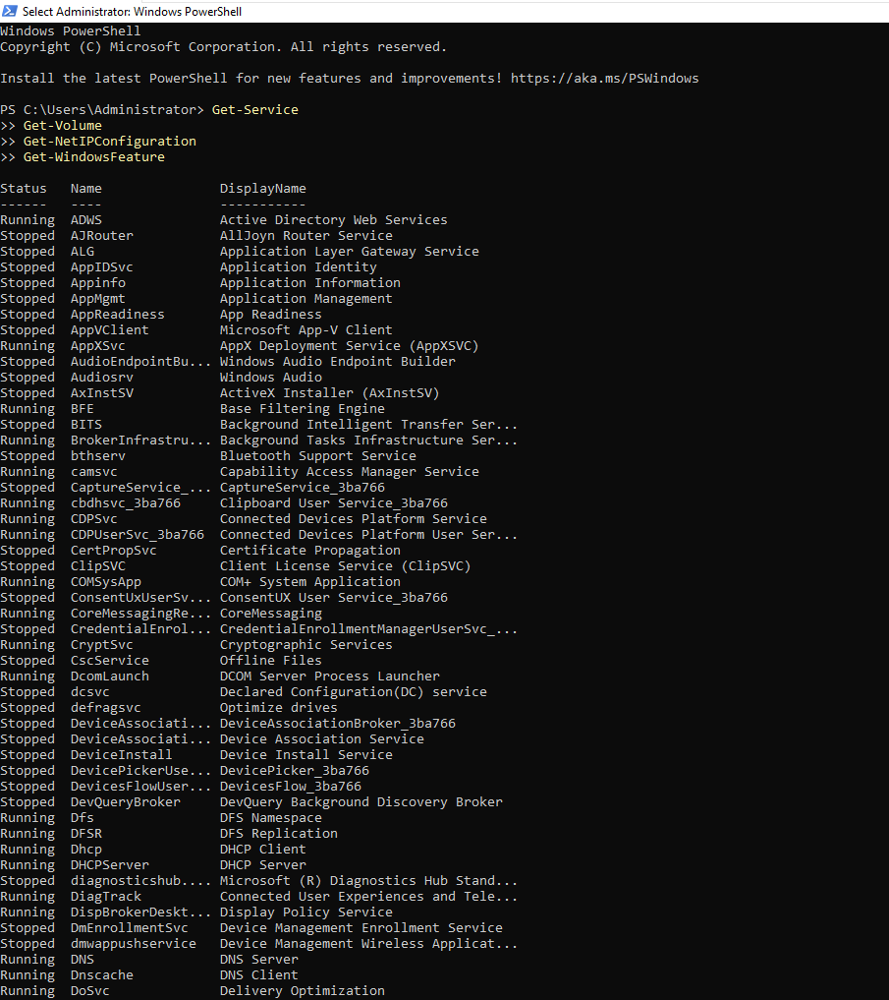 Select Administrator: Windows PowerShell
Windows PowerShell
Copyright (C) Microsoft Corporation. All rights reserved.
Install the latest PowerShell for new features and improvements! https://aka.ms/PSWindows
PS C:\Users\Administrator> Get-Service
>> Get-Volume
>> Get-NetIPConfiguration
>> Get-WindowsFeature
Status   Name               DisplayName
------   ----               -----------
Running  ADWS               Active Directory Web Services
Stopped  AJRouter           AllJoyn Router Service
Stopped  ALG                Application Layer Gateway Service
Stopped  AppIDSvc           Application Identity
Stopped  Appinfo            Application Information
Stopped  AppMgmt            Application Management
Stopped  AppReadiness       App Readiness
Stopped  AppVClient         Microsoft App-V Client
Running  AppXSvc            AppX Deployment Service (AppXSVC)
Stopped  AudioEndpointBu... Windows Audio Endpoint Builder
Stopped  Audiosrv           Windows Audio
Stopped  AxInstSV           ActiveX Installer (AxInstSV)
Running  BFE                Base Filtering Engine
Stopped  BITS               Background Intelligent Transfer Ser...
Running  BrokerInfrastru... Background Tasks Infrastructure Ser...
Stopped  bthserv            Bluetooth Support Service
Running  camsvc             Capability Access Manager Service
Stopped  CaptureService_... CaptureService_3ba766
Running  cbdhsvc_3ba766     Clipboard User Service_3ba766
Running  CDPSvc             Connected Devices Platform Service
Running  CDPUserSvc_3ba766  Connected Devices Platform User Ser...
Stopped  CertPropSvc        Certificate Propagation
Stopped  ClipSVC            Client License Service (ClipSVC)
Running  COMSysApp          COM+ System Application
Stopped  ConsentUxUserSv... ConsentUX User Service_3ba766
Running  CoreMessagingRe... CoreMessaging
Stopped  CredentialEnrol... CredentialEnrollmentManagerUserSvc_...
Running  CryptSvc           Cryptographic Services
Stopped  CscService         Offline Files
Running  DcomLaunch         DCOM Server Process Launcher
Stopped  dcsvc              Declared Configuration(DC) service
Stopped  defragsvc          Optimize drives
Stopped  DeviceAssociati... DeviceAssociationBroker_3ba766
Stopped  DeviceAssociati... Device Association Service
Stopped  DeviceInstall      Device Install Service
Stopped  DevicePickerUse... DevicePicker_3ba766
Stopped  DevicesFlowUser... DevicesFlow_3ba766
Stopped  DevQueryBroker     DevQuery Background Discovery Broker
Running  Dfs                DFS Namespace
Running  DFSR               DFS Replication
Running  Dhcp               DHCP Client
Running  DHCPServer         DHCP Server
Stopped  diagnosticshub.... Microsoft (R) Diagnostics Hub Stand...
Running  DiagTrack          Connected User Experiences and Tele...
Running  DispBrokerDeskt... Display Policy Service
Stopped  DmEnrollmentSvc    Device Management Enrollment Service
Stopped  dmwappushservice   Device Management Wireless Applicat...
Running  DNS                DNS Server
Running  Dnscache           DNS Client
Running  DoSvc              Delivery Optimization